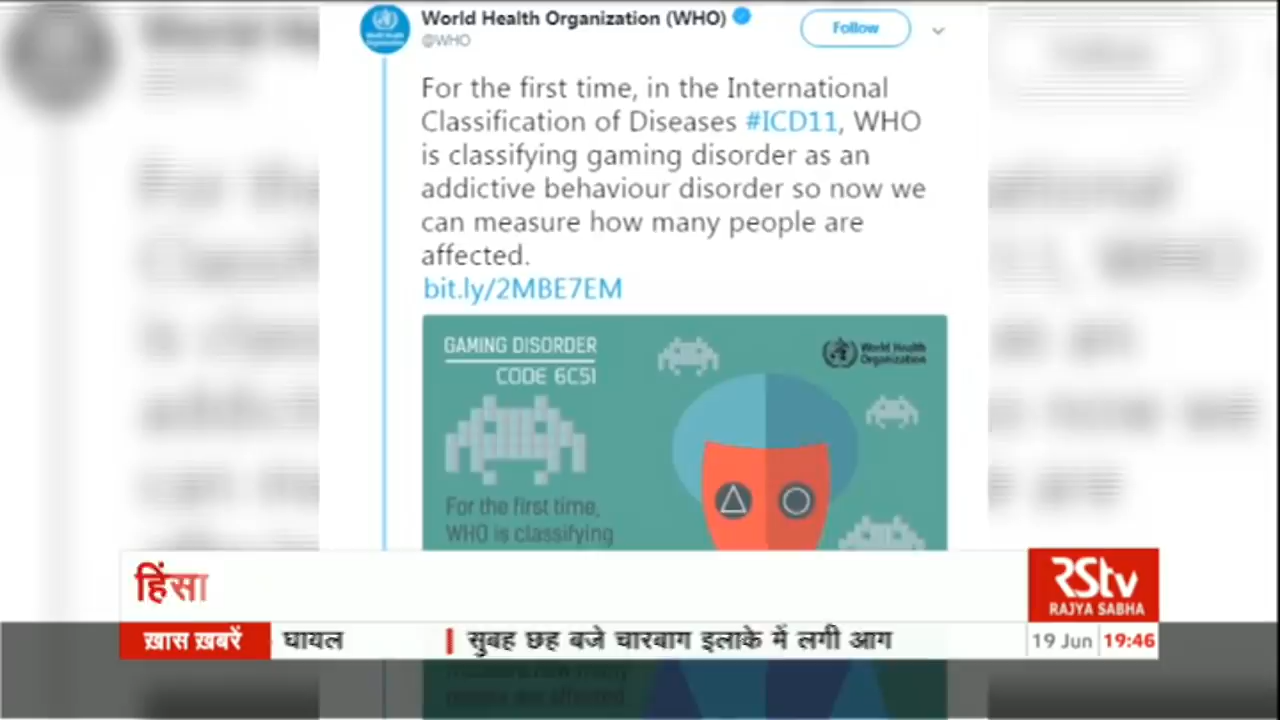 World Health Organization (WHO)
@WHO
Follow
For the first time, in the International
Classification of Diseases #ICD11, WHO
is classifying gaming disorder as an
addictive behaviour disorder so now we
can measure how many people are
affected.
bit.ly/2MBE7EM
GAMING DISORDER
CODE 6C51
World Health
Organization
For the first time,
WHO is classifying
हिंसा
RSTV
RAJYA SABHA
ख़ास ख़बरें
घायल
सुबह छह बजे चारबाग इलाके में लगी आग
19 Jun
19:46
people are affected